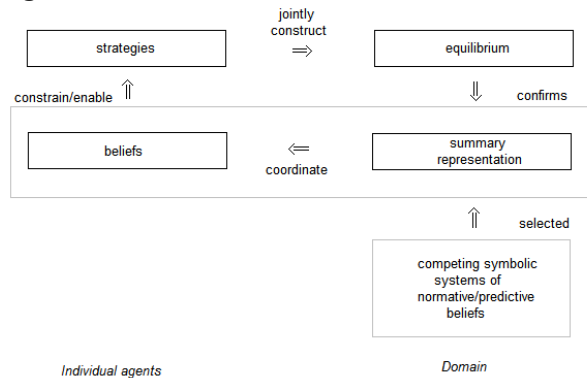 jointly
construct
strategies
⇒
equilibrium
constrain/enable
⇑
⇓
confirms
beliefs
⇐
coordinate
summary
representation
⇑
selected
competing symbolic
systems of
normative/predictive
beliefs
Individual agents
Domain